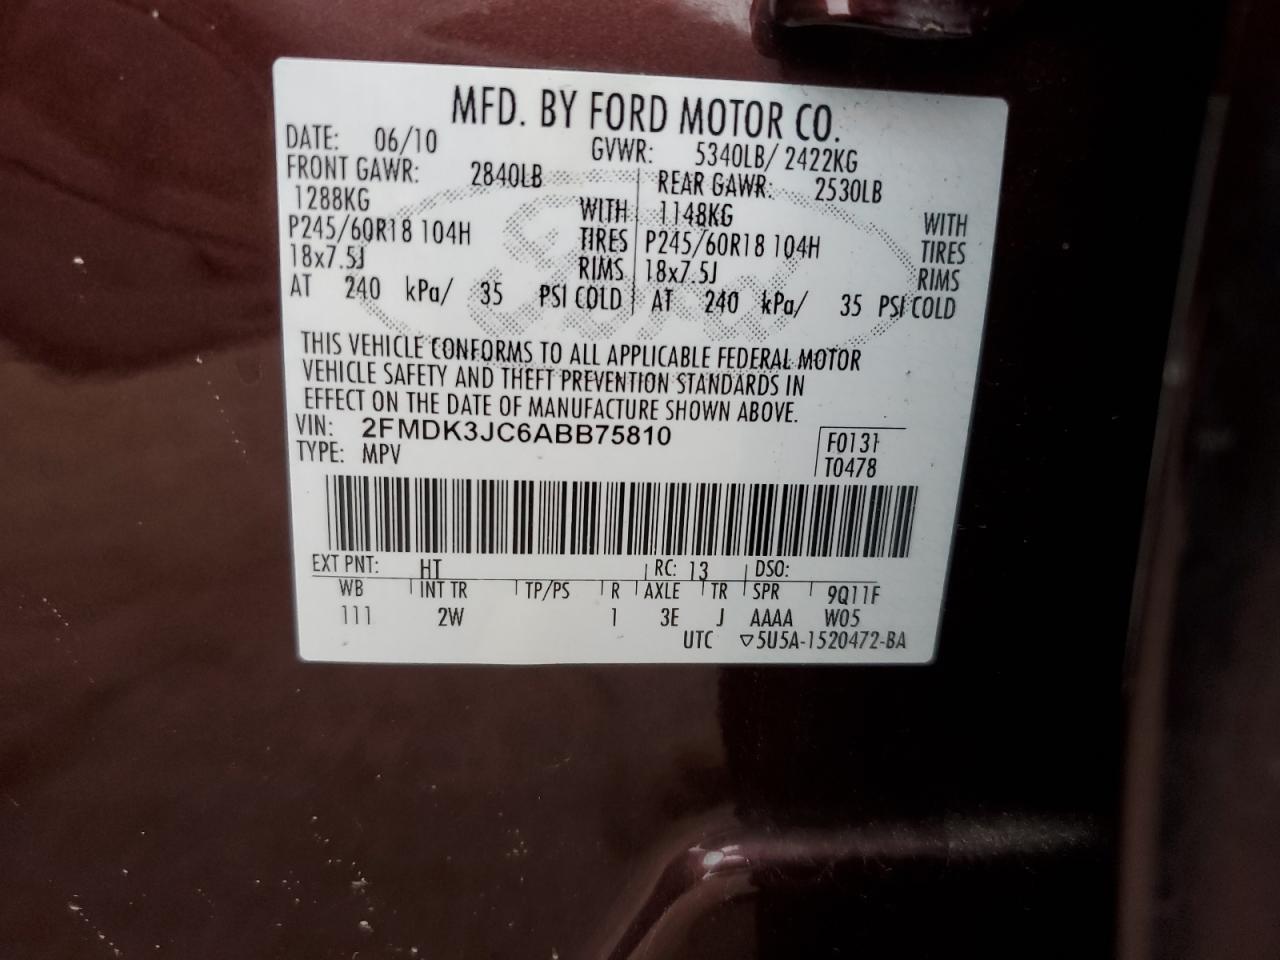 MFD. BY FORD MOTOR CO.
DATE: 06/10 GVWR: 5340LB/ 2422KG
FRONT GAWR: 2840LB REAR GAWR: 2530LB
1288KG WITH 1148KG WITH
P245/60R18 104H TIRES P245/60R18 104H TIRES
18x7.5J RIMS 18x7.5J RIMS
AT 240 kPa/ 35 PSI COLD AT 240 kPa/ 35 PSI COLD
THIS VEHICLE CONFORMS TO ALL APPLICABLE FEDERAL MOTOR
VEHICLE SAFETY AND THEFT PREVENTION STANDARDS IN
EFFECT ON THE DATE OF MANUFACTURE SHOWN ABOVE.
VIN: 2FMDK3JC6ABB75810 F0131
TYPE: MPV T0478
EXT PNT: HT RC: 13 DSO:
WB INT TR TP/PS R AXLE TR SPR 9Q11F
111 2W 1 3E J AAAA W05
UTC ▽5U5A-1520472-BA
Ford